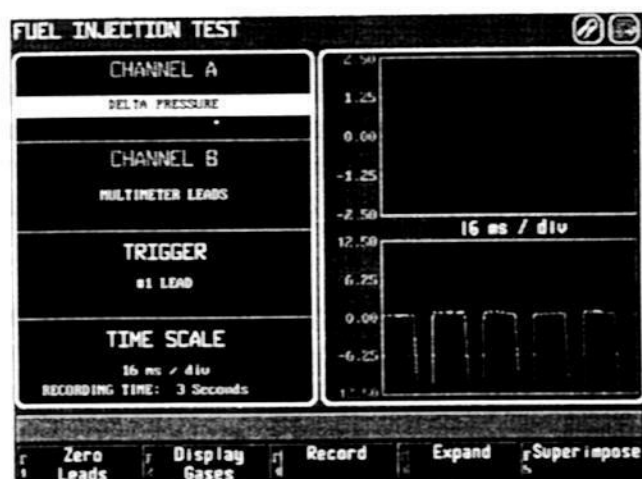 FUEL INJECTION TEST
CHANNEL A
DELTA PRESSURE
CHANNEL B
MULTIMETER LEADS
TRIGGER
#1 LEAD
TIME SCALE
16 ms / div
RECORDING TIME: 3 Seconds
2.50
1.25
0.00
-1.25
-2.50
16 ms / div
12.50
6.25
0.00
-6.25
Zero Leads
Display Gases
Record
Expand
Superimpose